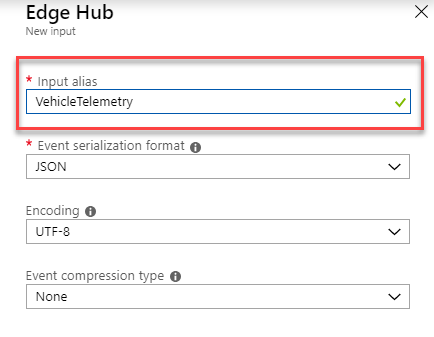 Edge Hub
New input
* Input alias
VehicleTelemetry
* Event serialization format
JSON
Encoding
UTF-8
Event compression type
None